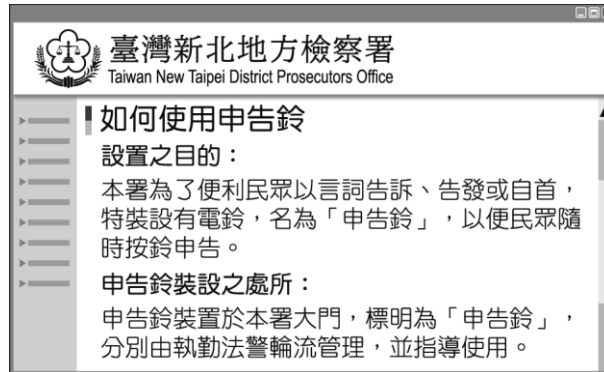 臺灣新北地方檢察署
Taiwan New Taipei District Prosecutors Office
如何使用申告鈴
設置之目的：
本署為了便利民眾以言詞告訴、告發或自首，
特裝設有電鈴，名為「申告鈴」，以便民眾隨
時按鈴申告。
申告鈴裝設之處所：
申告鈴裝置於本署大門，標明為「申告鈴」，
分別由執勤法警輪流管理，並指導使用。